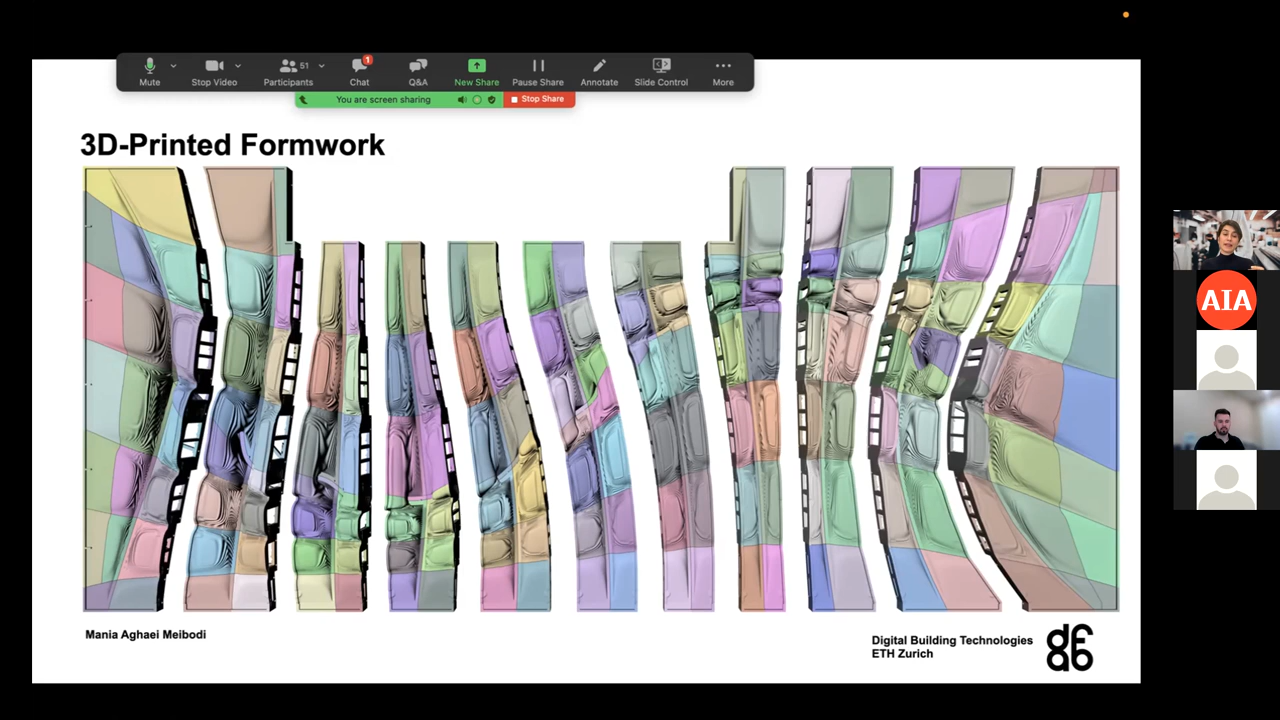 51
1
Mute
Stop Video
Participants
Chat
Q&A
New Share
Pause Share
Annotate
Slide Control
More
You are screen sharing
Stop Share
3D-Printed Formwork
AIA
Mania Aghaei Meibodi
Digital Building Technologies
ETH Zurich
dfab